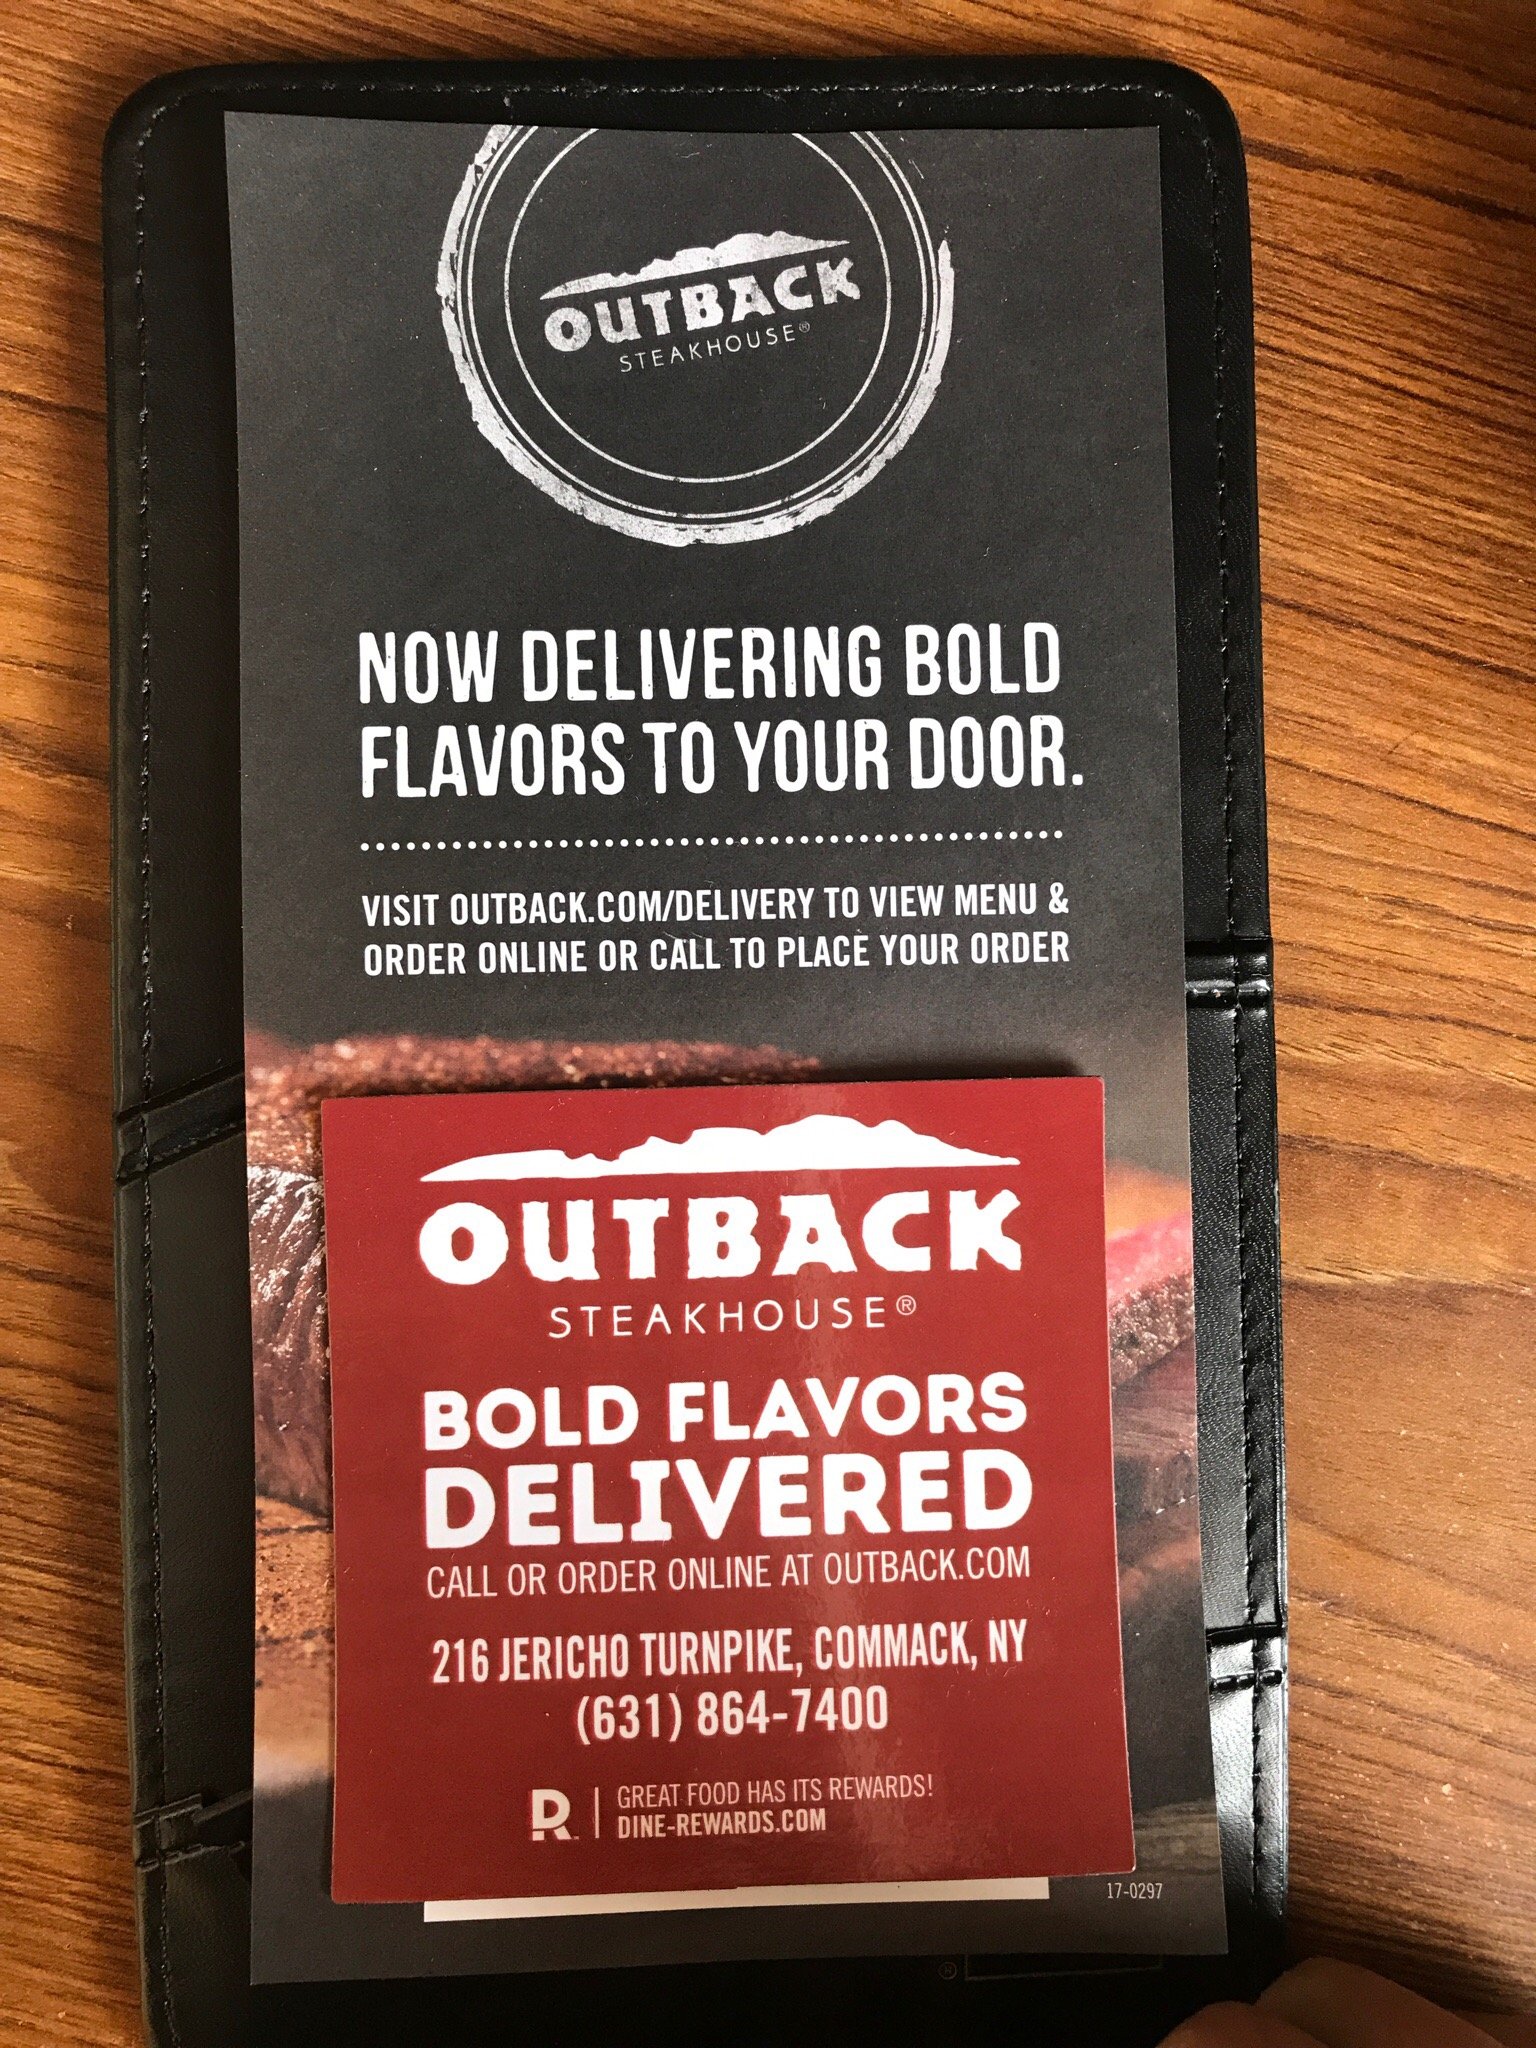 OUTBACK
STEAKHOUSE®
NOW DELIVERING BOLD
FLAVORS TO YOUR DOOR.
VISIT OUTBACK.COM/DELIVERY TO VIEW MENU &
ORDER ONLINE OR CALL TO PLACE YOUR ORDER
OUTBACK
STEAKHOUSE®
BOLD FLAVORS
DELIVERED
CALL OR ORDER ONLINE AT OUTBACK.COM
216 JERICHO TURNPIKE, COMMACK, NY
(631) 864-7400
R
GREAT FOOD HAS ITS REWARDS!
DINE-REWARDS.COM
17-0297
®